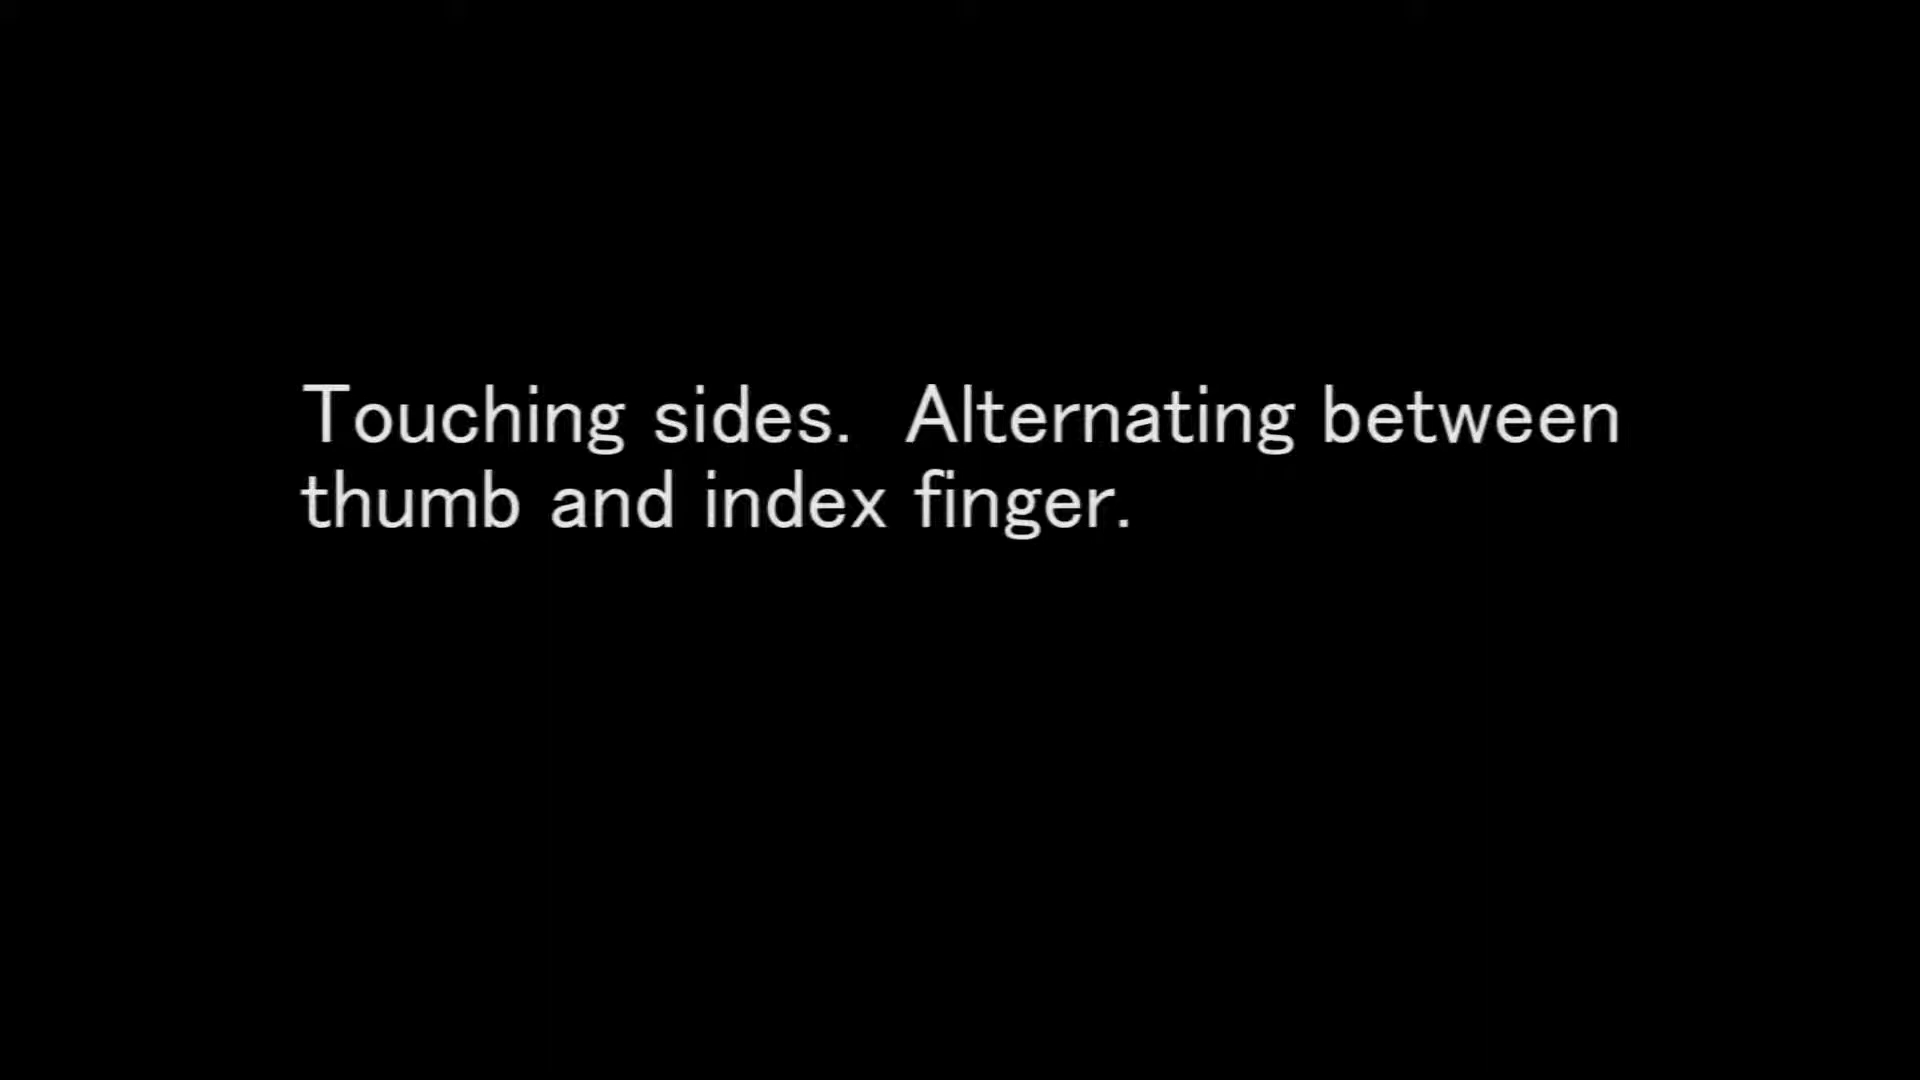 Touching sides.  Alternating between
thumb and index finger.